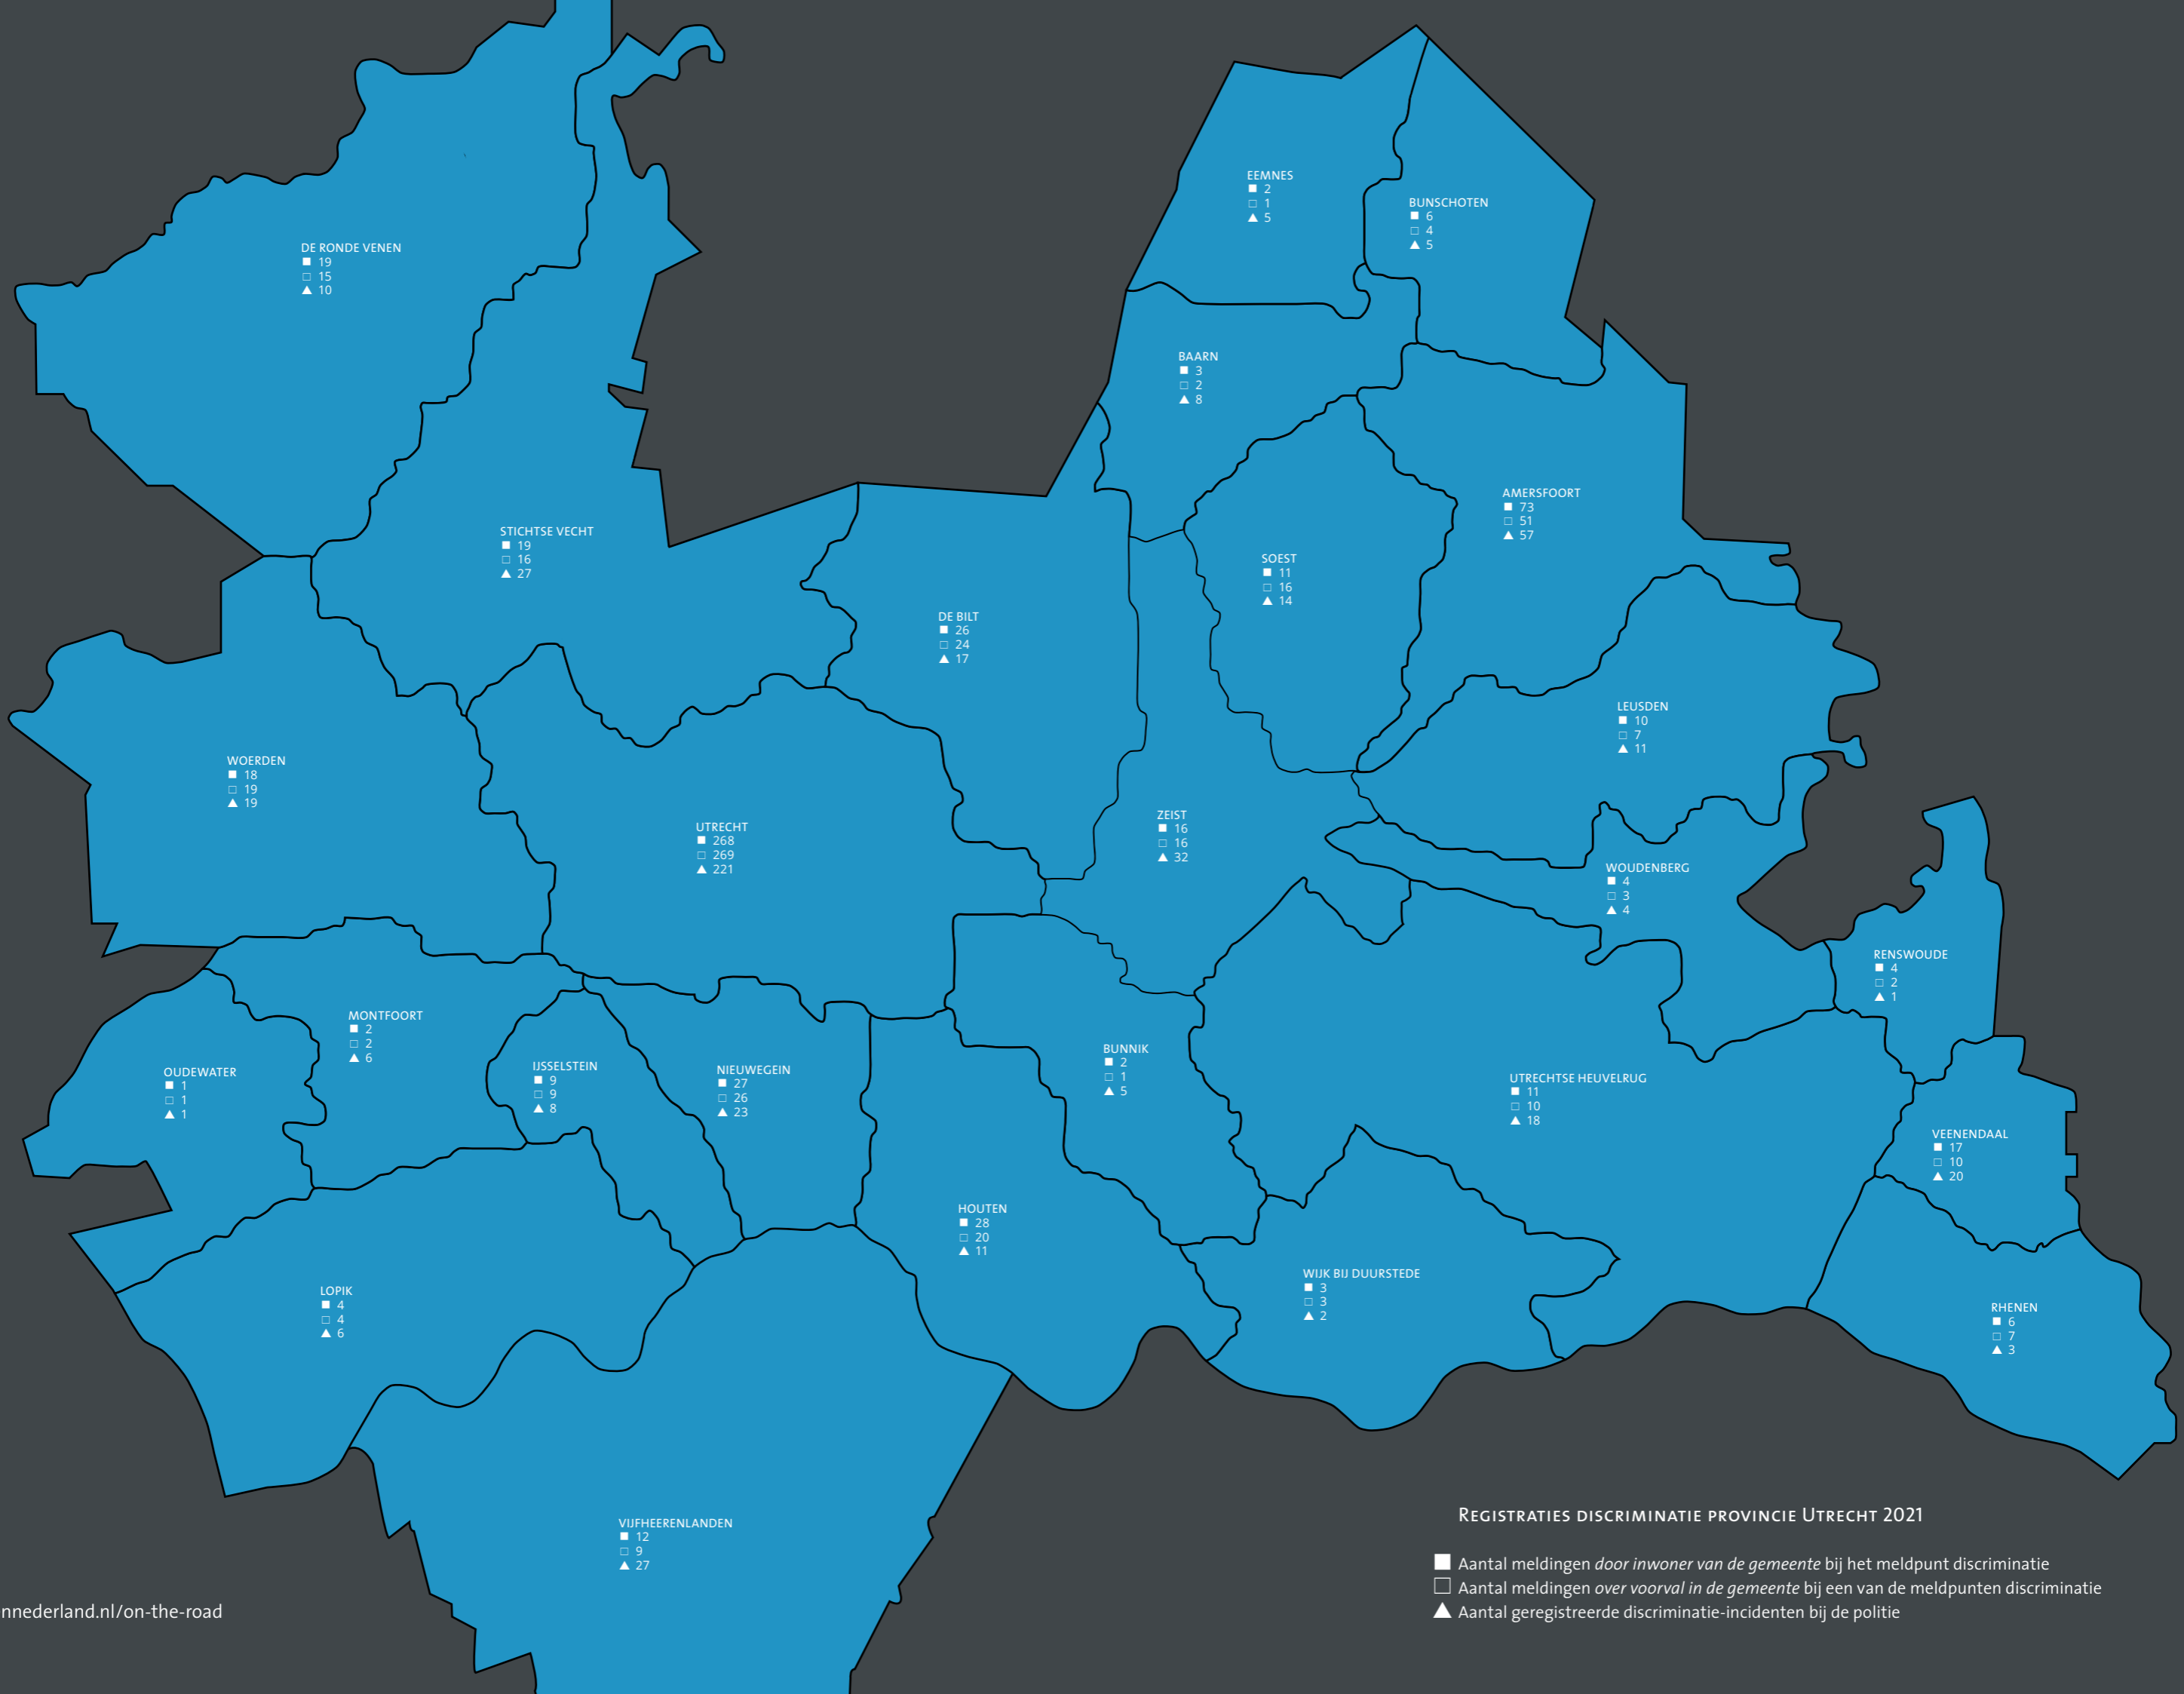 EEMNES
■ 2
□ 1
▲ 5
BUNSCHOTEN
■ 6
□ 4
▲ 5
DE RONDE VENEN
■ 19
□ 15
▲ 10
BAARN
■ 3
□ 2
▲ 8
AMERSFOORT
■ 73
□ 51
▲ 57
STICHTSE VECHT
■ 19
□ 16
▲ 27
SOEST
■ 11
□ 16
▲ 14
DE BILT
■ 26
□ 24
▲ 17
LEUSDEN
■ 10
□ 7
▲ 11
WOERDEN
■ 18
□ 19
▲ 19
ZEIST
■ 16
□ 16
▲ 32
UTRECHT
■ 268
□ 269
▲ 221
WOUDENBERG
■ 4
□ 3
▲ 4
RENSWOUDE
■ 4
□ 2
▲ 1
MONTFOORT
■ 2
□ 2
▲ 6
BUNNIK
■ 2
□ 1
▲ 5
IJSSELSTEIN
■ 9
□ 9
▲ 8
NIEUWEGEIN
■ 27
□ 26
▲ 23
OUDEWATER
■ 1
□ 1
▲ 1
UTRECHTSE HEUVELRUG
■ 11
□ 10
▲ 18
VEENENDAAL
■ 17
□ 10
▲ 20
HOUTEN
■ 28
□ 20
▲ 11
WIJK BIJ DUURSTEDE
■ 3
□ 3
▲ 2
LOPIK
■ 4
□ 4
▲ 6
RHENEN
■ 6
□ 7
▲ 3
VIJFHEERENLANDEN
■ 12
□ 9
▲ 27
Registraties discriminatie provincie Utrecht 2021
■ Aantal meldingen door inwoner van de gemeente bij het meldpunt discriminatie
□ Aantal meldingen over voorval in de gemeente bij een van de meldpunten discriminatie
▲ Aantal geregistreerde discriminatie-incidenten bij de politie
nnederland.nl/on-the-road